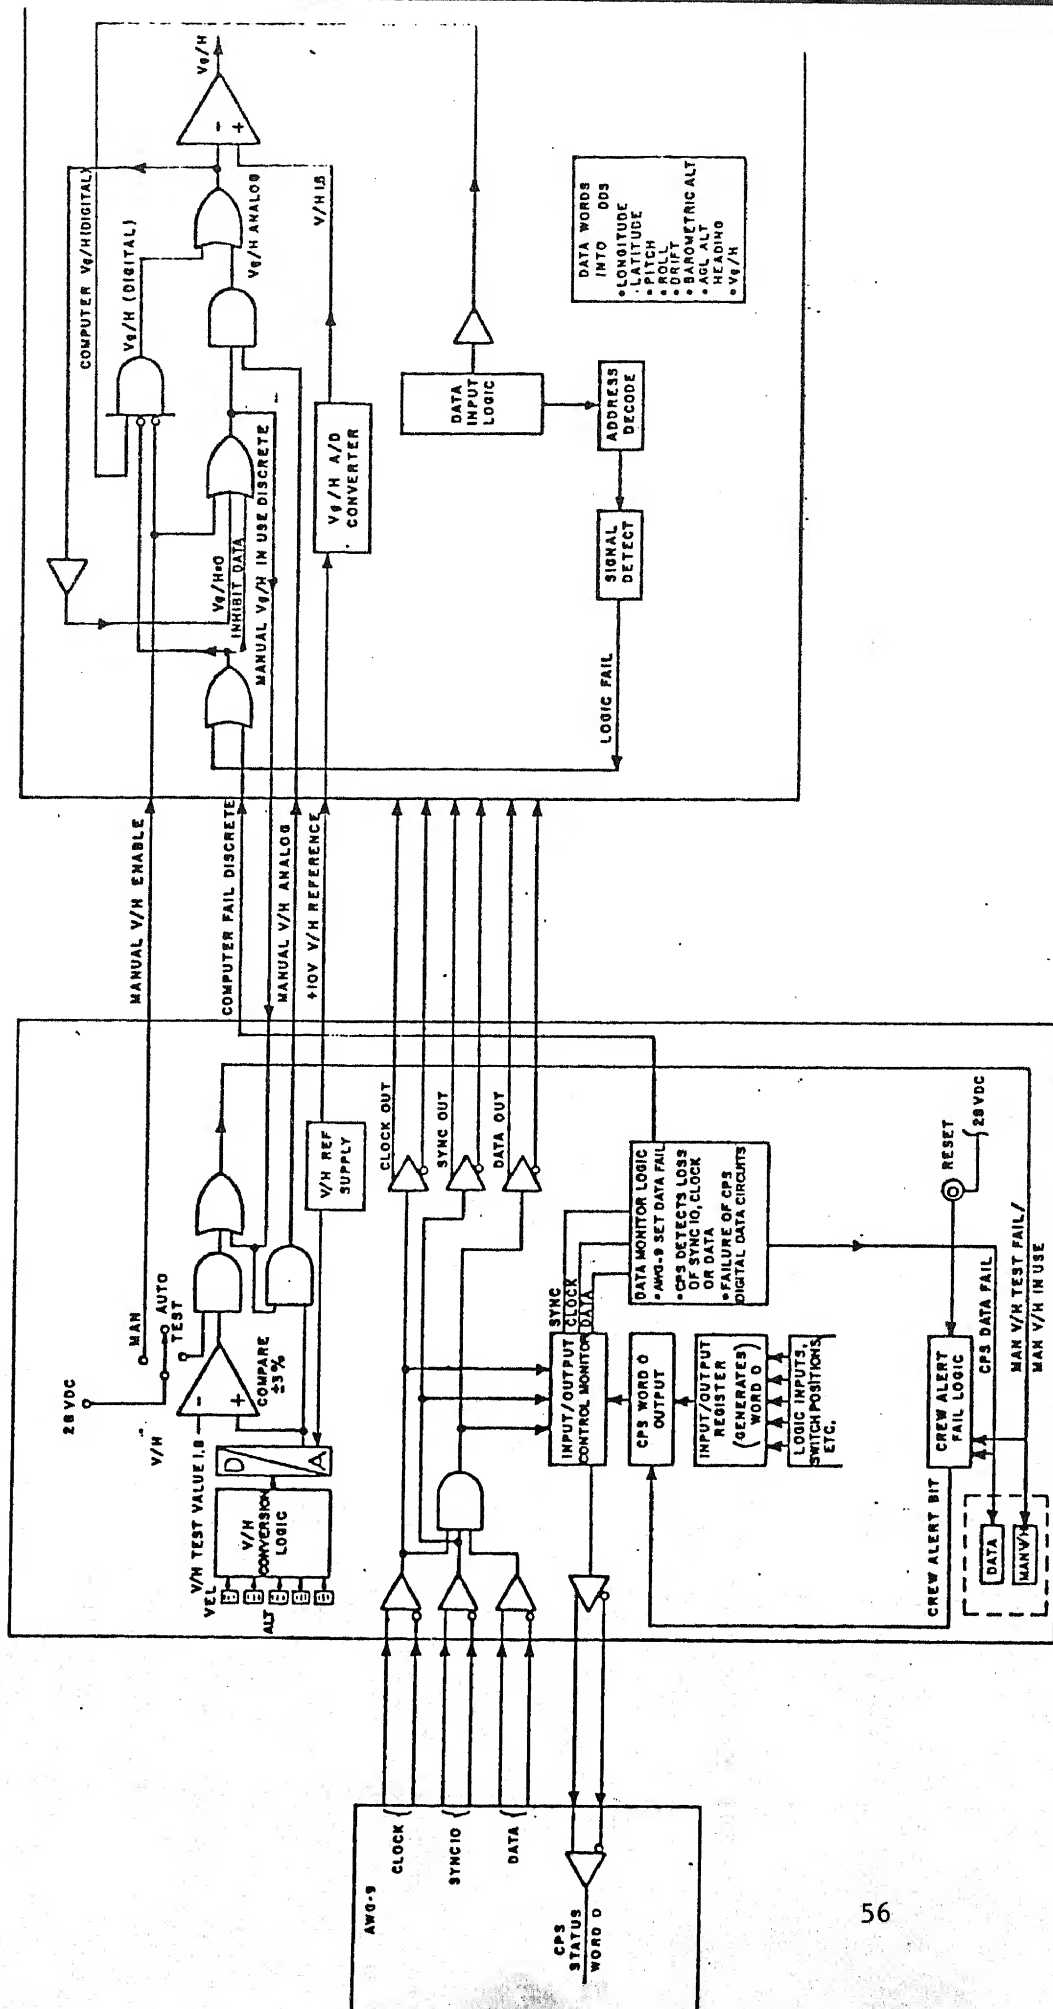 AWG-9
CLOCK
SYNC10
DATA
CPS
STATUS
WORD D
28 VDC
MAN
AUTO
TEST
V/H
V/H TEST VALUE 1.8
VEL
ALT
V/H
CONVERSION
LOGIC
D
A
COMPARE
±3%
V/H REF
SUPPLY
CLOCK OUT
SYNC OUT
DATA OUT
INPUT/OUTPUT
CONTROL MONITOR
SYNC
CLOCK
DATA
DATA MONITOR LOGIC
•AWG-9 SET DATA FAIL
•CPS DETECTS LOSS
OF SYNC 10, CLOCK
OR DATA
•FAILURE OF CPS
DIGITAL DATA CIRCUITS
CPS WORD O
OUTPUT
INPUT/OUTPUT
REGISTER
(GENERATES)
WORD O
LOGIC INPUTS,
SWITCH POSITIONS,
ETC.
CREW ALERT
FAIL LOGIC
RESET
28 VDC
CPS DATA FAIL
MAN V/H TEST FAIL/
MAN V/H IN USE
CREW ALERT BIT
DATA
MANV/H
MANUAL V/H ENABLE
COMPUTER FAIL DISCRETE
MANUAL V/H ANALOG
+10V V/H REFERENCE
COMPUTER Vg/H(DIGITAL)
Vg/H (DIGITAL)
Vg/H ANALOG
Vg/H
V/H 1.5
Vg/H=0
INHIBIT DATA
MANUAL Vg/H IN USE DISCRETE
Vg/H A/D
CONVERTER
DATA
INPUT
LOGIC
ADDRESS
DECODE
SIGNAL
DETECT
LOGIC FAIL
DATA WORDS
INTO DDS
•LONGITUDE
•LATITUDE
•PITCH
•ROLL
•DRIFT
•BAROMETRIC ALT
•AGL ALT
HEADING
•Vg/H
56